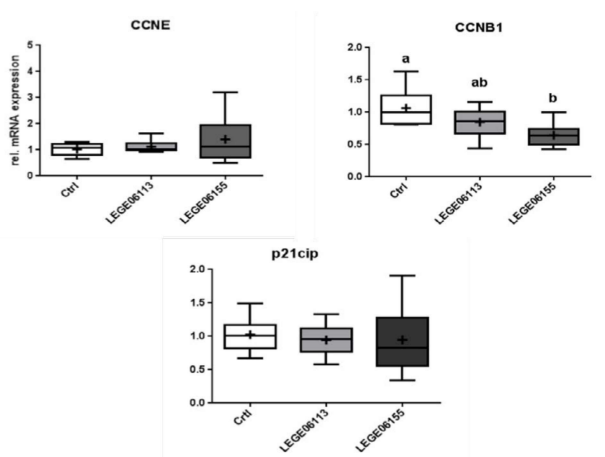 CCNE
rel. mRNA expression
5
4
3
2
1
0
Ctrl
LEGE06113
LEGE06155
CCNB1
2.0
1.5
1.0
0.5
0.0
a
ab
b
Ctrl
LEGE06113
LEGE06155
p21cip
2.0
1.5
1.0
0.5
0.0
Crtl
LEGE06113
LEGE06155